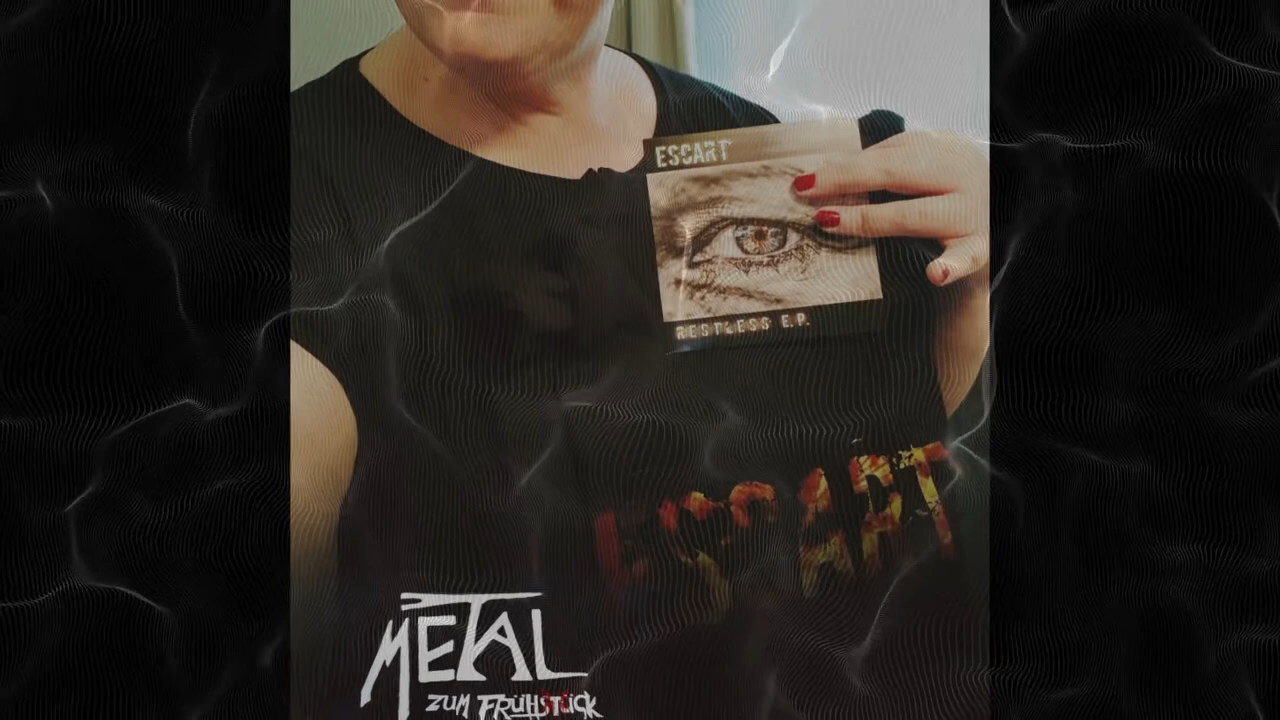 ESCART
RESTLESS E.P.
ESCART
METAL
ZUM FRÜHSTÜCK